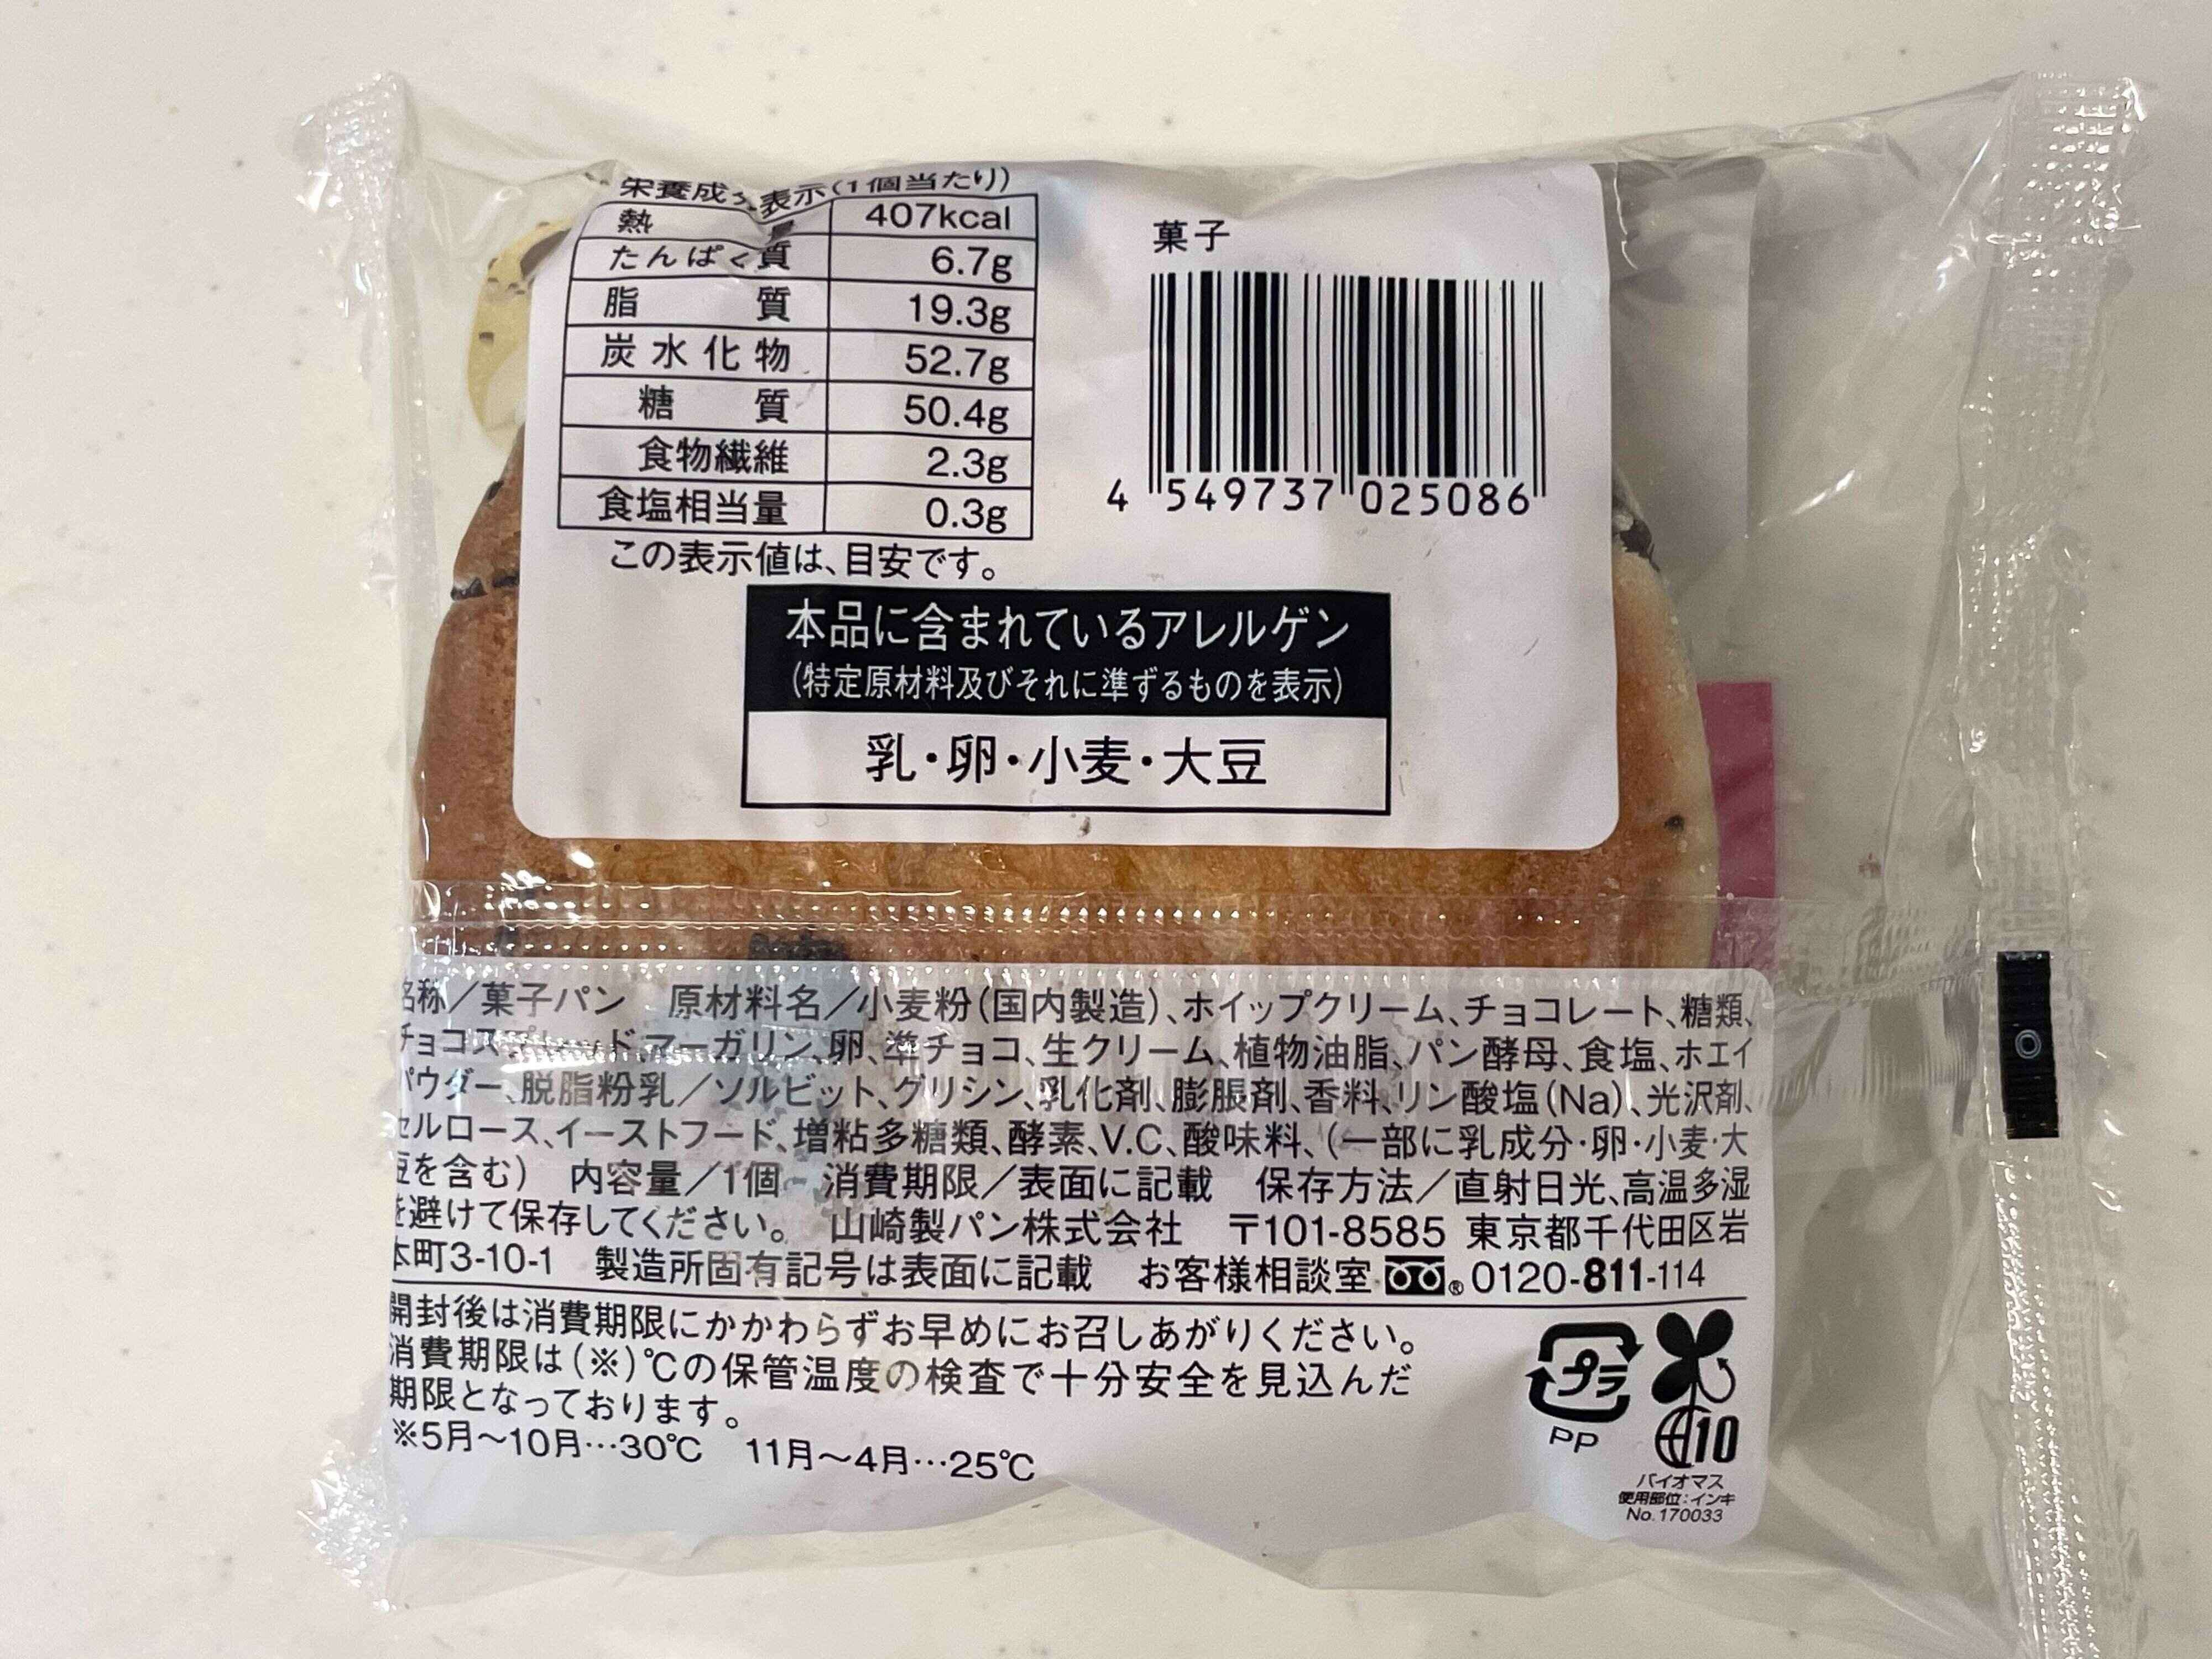 栄養成 表示(1個当たり)
熱 量 407kcal
たんぱく質 6.7g
脂 質 19.3g
炭水化物 52.7g
糖 質 50.4g
食物繊維 2.3g
食塩相当量 0.3g
この表示値は、目安です。
菓子
4 549737 025086
本品に含まれているアレルゲン
(特定原材料及びそれに準ずるものを表示)
乳・卵・小麦・大豆
名称/菓子パン 原材料名/小麦粉(国内製造)、ホイップクリーム、チョコレート、糖類、
チョコス マーガリン、卵、準チョコ、生クリーム、植物油脂、パン酵母、食塩、ホエイ
パウダー、脱脂粉乳/ソルビット、グリシン、乳化剤、膨脹剤、香料、リン酸塩(Na)、光沢剤、
セルロース、イーストフード、増粘多糖類、酵素、V.C、酸味料、(一部に乳成分・卵・小麦・大
豆を含む) 内容量/1個 消費期限/表面に記載 保存方法/直射日光、高温多湿
を避けて保存してください。 山崎製パン株式会社 〒101-8585 東京都千代田区岩
本町3-10-1 製造所固有記号は表面に記載 お客様相談室 ® 0120-811-114
開封後は消費期限にかかわらずお早めにお召しあがりください。
消費期限は(※)℃の保管温度の検査で十分安全を見込んだ
期限となっております。
※5月～10月…30℃ 11月～4月…25℃
プラ
PP
10
バイオマス
使用部位:インキ
No.170033